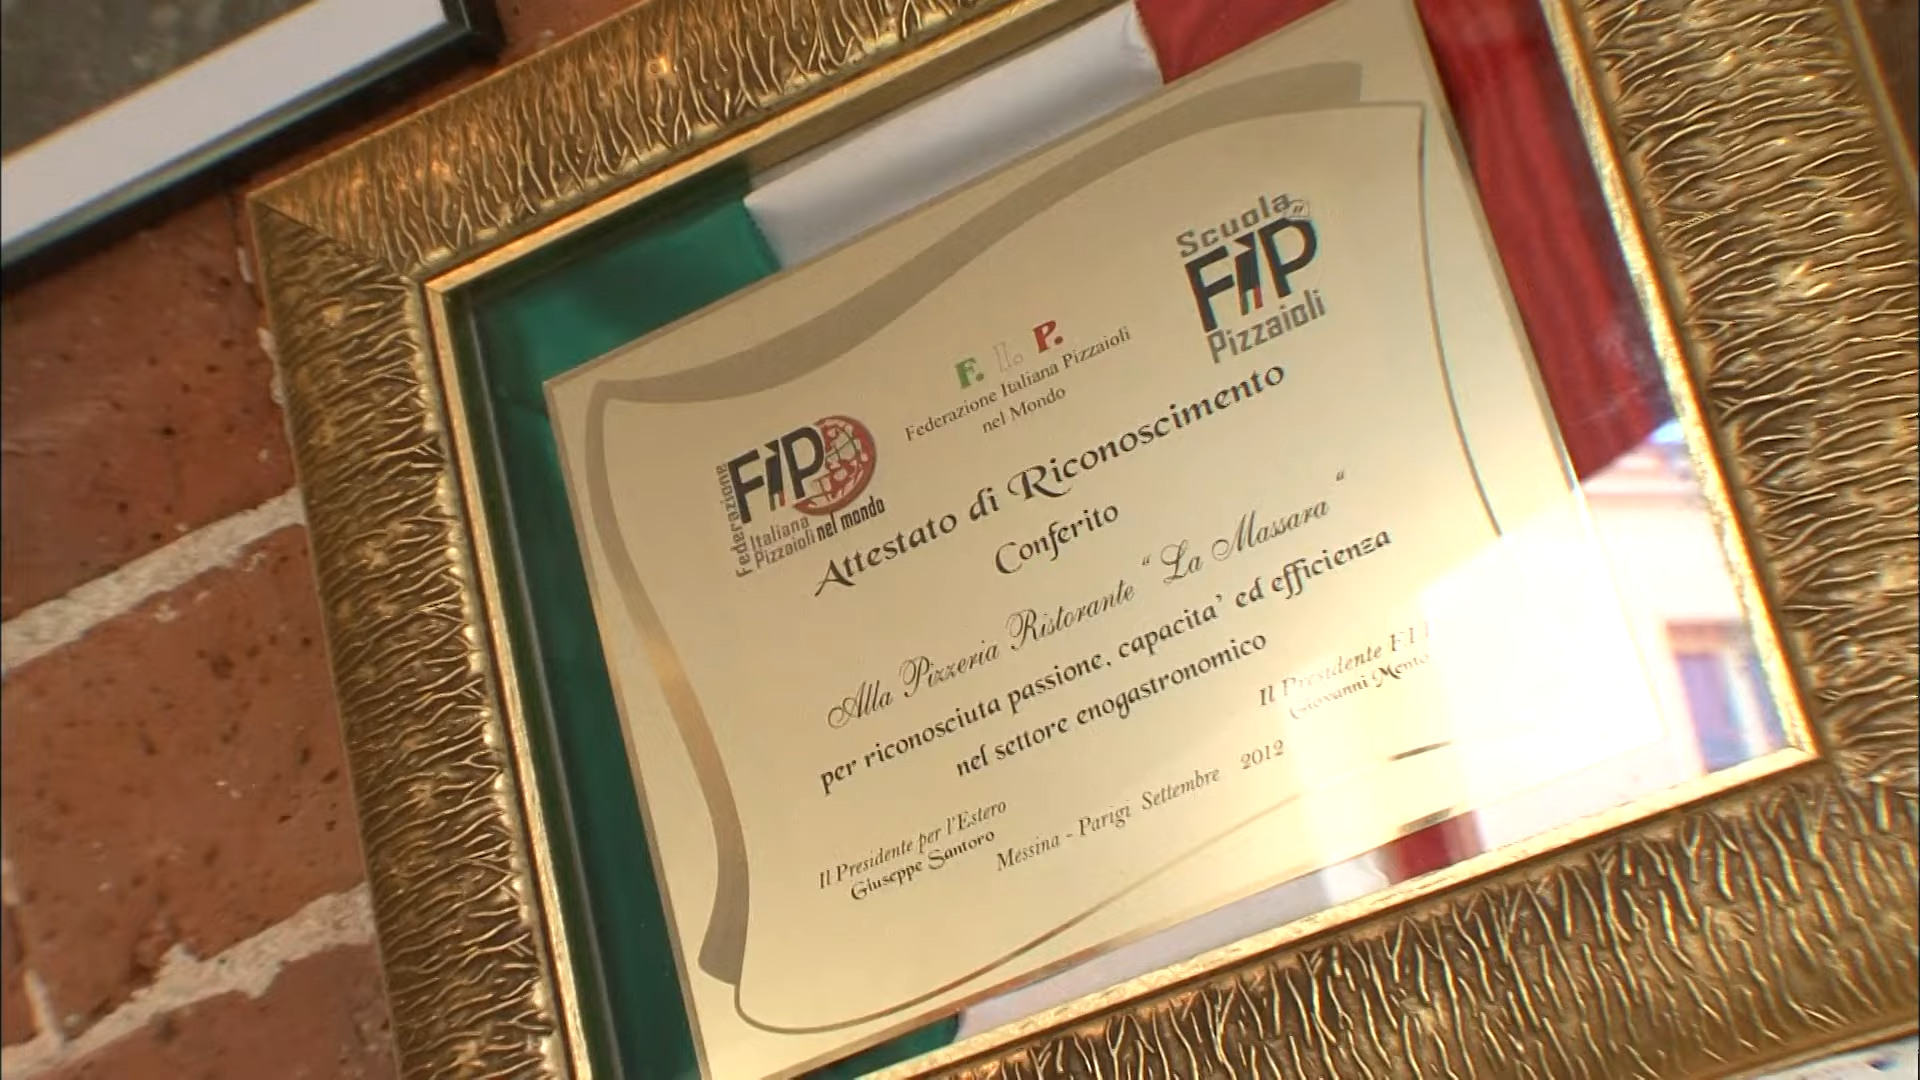 Scuola
FIP
Pizzaioli
F. I. P.
Federazione Italiana Pizzaioli
nel Mondo
FIP
Federazione
Italiana
Pizzaioli nel mondo
Attestato di Riconoscimento
Conferito
Alla Pizzeria Ristorante “ La Massara “
per riconosciuta passione, capacita’ ed efficienza
nel settore enogastronomico
Il Presidente per l’Estero
Giuseppe Santoro
Il Presidente F I
Giovanni Mento
Messina - Parigi Settembre 2012